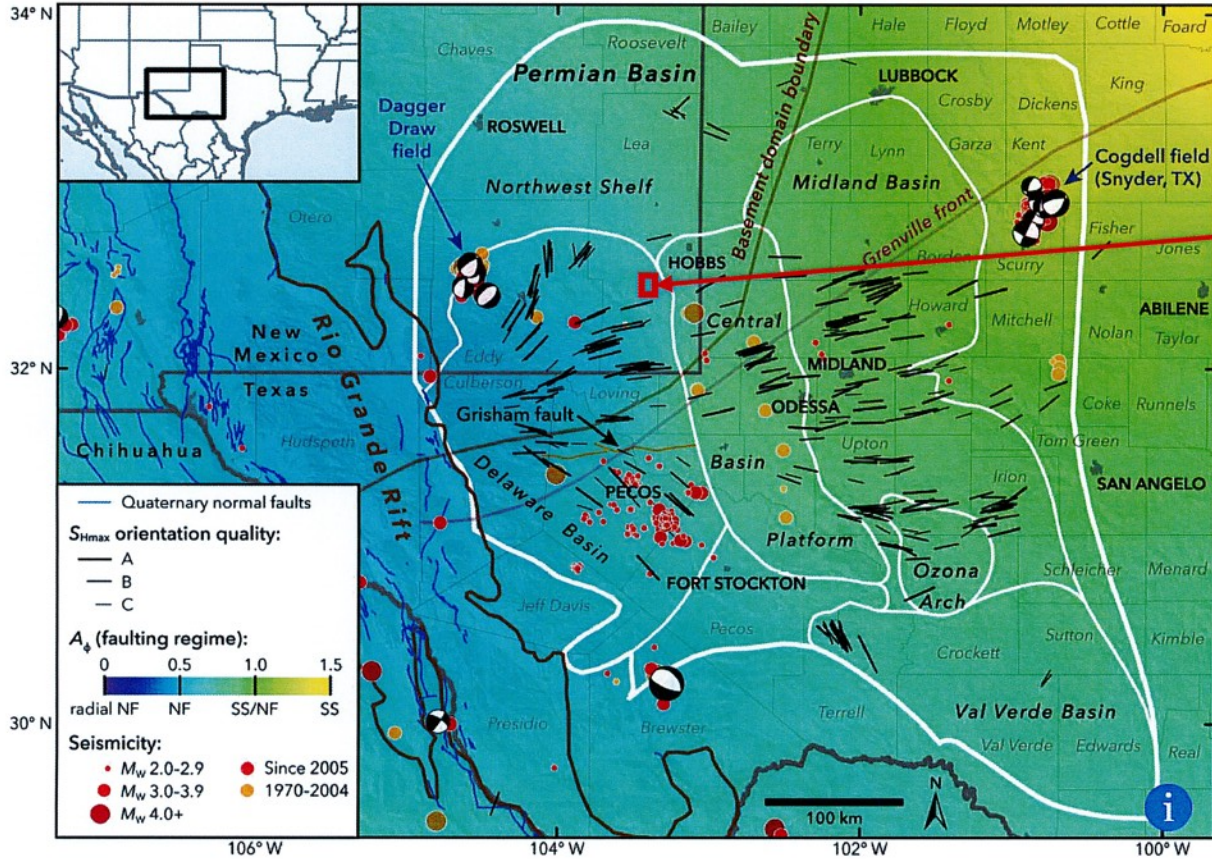 34° N
32° N
30° N
106° W
104° W
102° W
100° W
Bailey
Hale
Floyd
Motley
Cottle
Foard
Chaves
Roosevelt
Permian Basin
LUBBOCK
King
Crosby
Dickens
Dagger
Draw
field
ROSWELL
Lea
Basement domain boundary
Terry
Lynn
Garza
Kent
Cogdell field
(Snyder, TX)
Northwest Shelf
Midland Basin
Otero
Grenville front
Fisher
Jones
HOBBS
Borden
Scurry
Howard
ABILENE
New
Mexico
Texas
Rio Grande Rift
Eddy
Culberson
Loving
Central
Basin
Platform
MIDLAND
Mitchell
Nolan
Taylor
Grisham fault
ODESSA
Coke
Runnels
Chihuahua
Hudspeth
Upton
Tom Green
Delaware Basin
PECOS
Irion
SAN ANGELO
Ozona
Arch
Schleicher
Menard
FORT STOCKTON
Jeff Davis
Pecos
Crockett
Sutton
Kimble
Presidio
Brewster
Terrell
Val Verde Basin
Val Verde
Edwards
Real
Quaternary normal faults
SHmax orientation quality:
A
B
C
Aϕ (faulting regime):
0 0.5 1.0 1.5
radial NF NF SS/NF SS
Seismicity:
Mw 2.0-2.9
Since 2005
Mw 3.0-3.9
1970-2004
Mw 4.0+
100 km
N
i